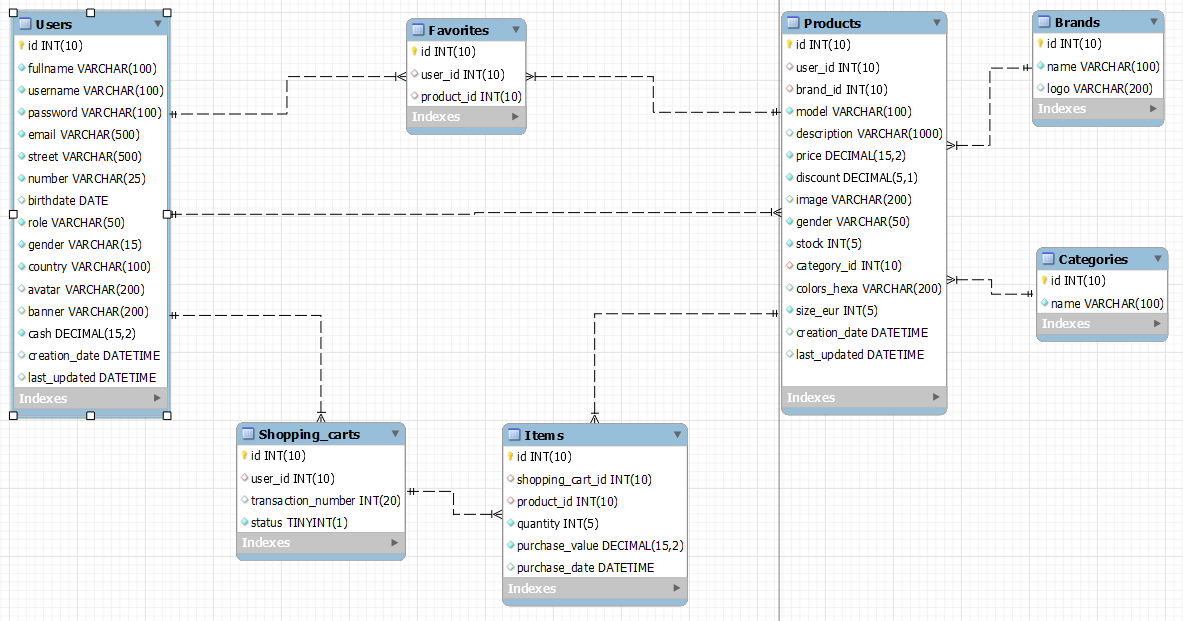 Users
id INT(10)
fullname VARCHAR(100)
username VARCHAR(100)
password VARCHAR(100)
email VARCHAR(500)
street VARCHAR(500)
number VARCHAR(25)
birthdate DATE
role VARCHAR(50)
gender VARCHAR(15)
country VARCHAR(100)
avatar VARCHAR(200)
banner VARCHAR(200)
cash DECIMAL(15,2)
creation_date DATETIME
last_updated DATETIME
Indexes
Favorites
id INT(10)
user_id INT(10)
product_id INT(10)
Indexes
Products
id INT(10)
user_id INT(10)
brand_id INT(10)
model VARCHAR(100)
description VARCHAR(1000)
price DECIMAL(15,2)
discount DECIMAL(5,1)
image VARCHAR(200)
gender VARCHAR(50)
stock INT(5)
category_id INT(10)
colors_hexa VARCHAR(200)
size_eur INT(5)
creation_date DATETIME
last_updated DATETIME
Indexes
Brands
id INT(10)
name VARCHAR(100)
logo VARCHAR(200)
Indexes
Categories
id INT(10)
name VARCHAR(100)
Indexes
Shopping_carts
id INT(10)
user_id INT(10)
transaction_number INT(20)
status TINYINT(1)
Indexes
Items
id INT(10)
shopping_cart_id INT(10)
product_id INT(10)
quantity INT(5)
purchase_value DECIMAL(15,2)
purchase_date DATETIME
Indexes